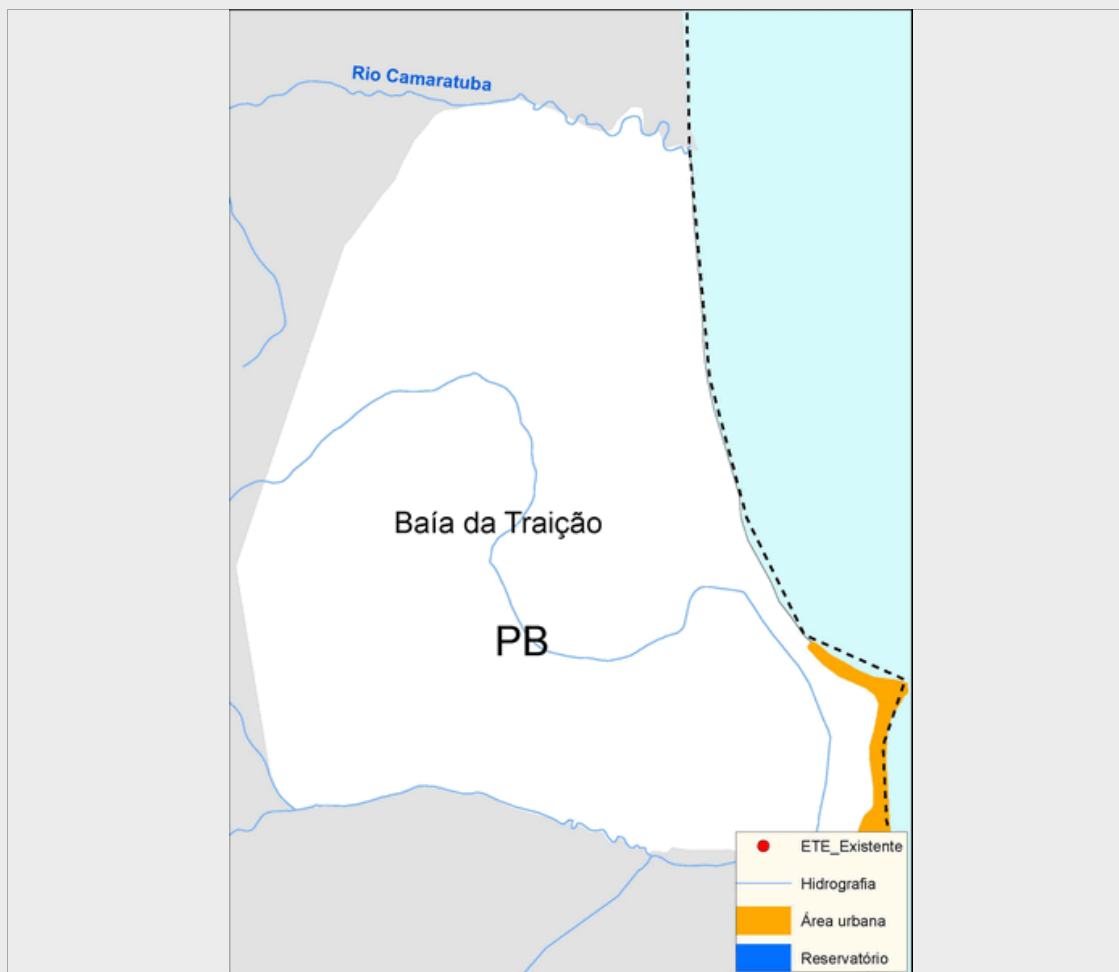 Rio Camaratuba
Baía da Traição
PB
ETE_Existente
Hidrografia
Área urbana
Reservatório